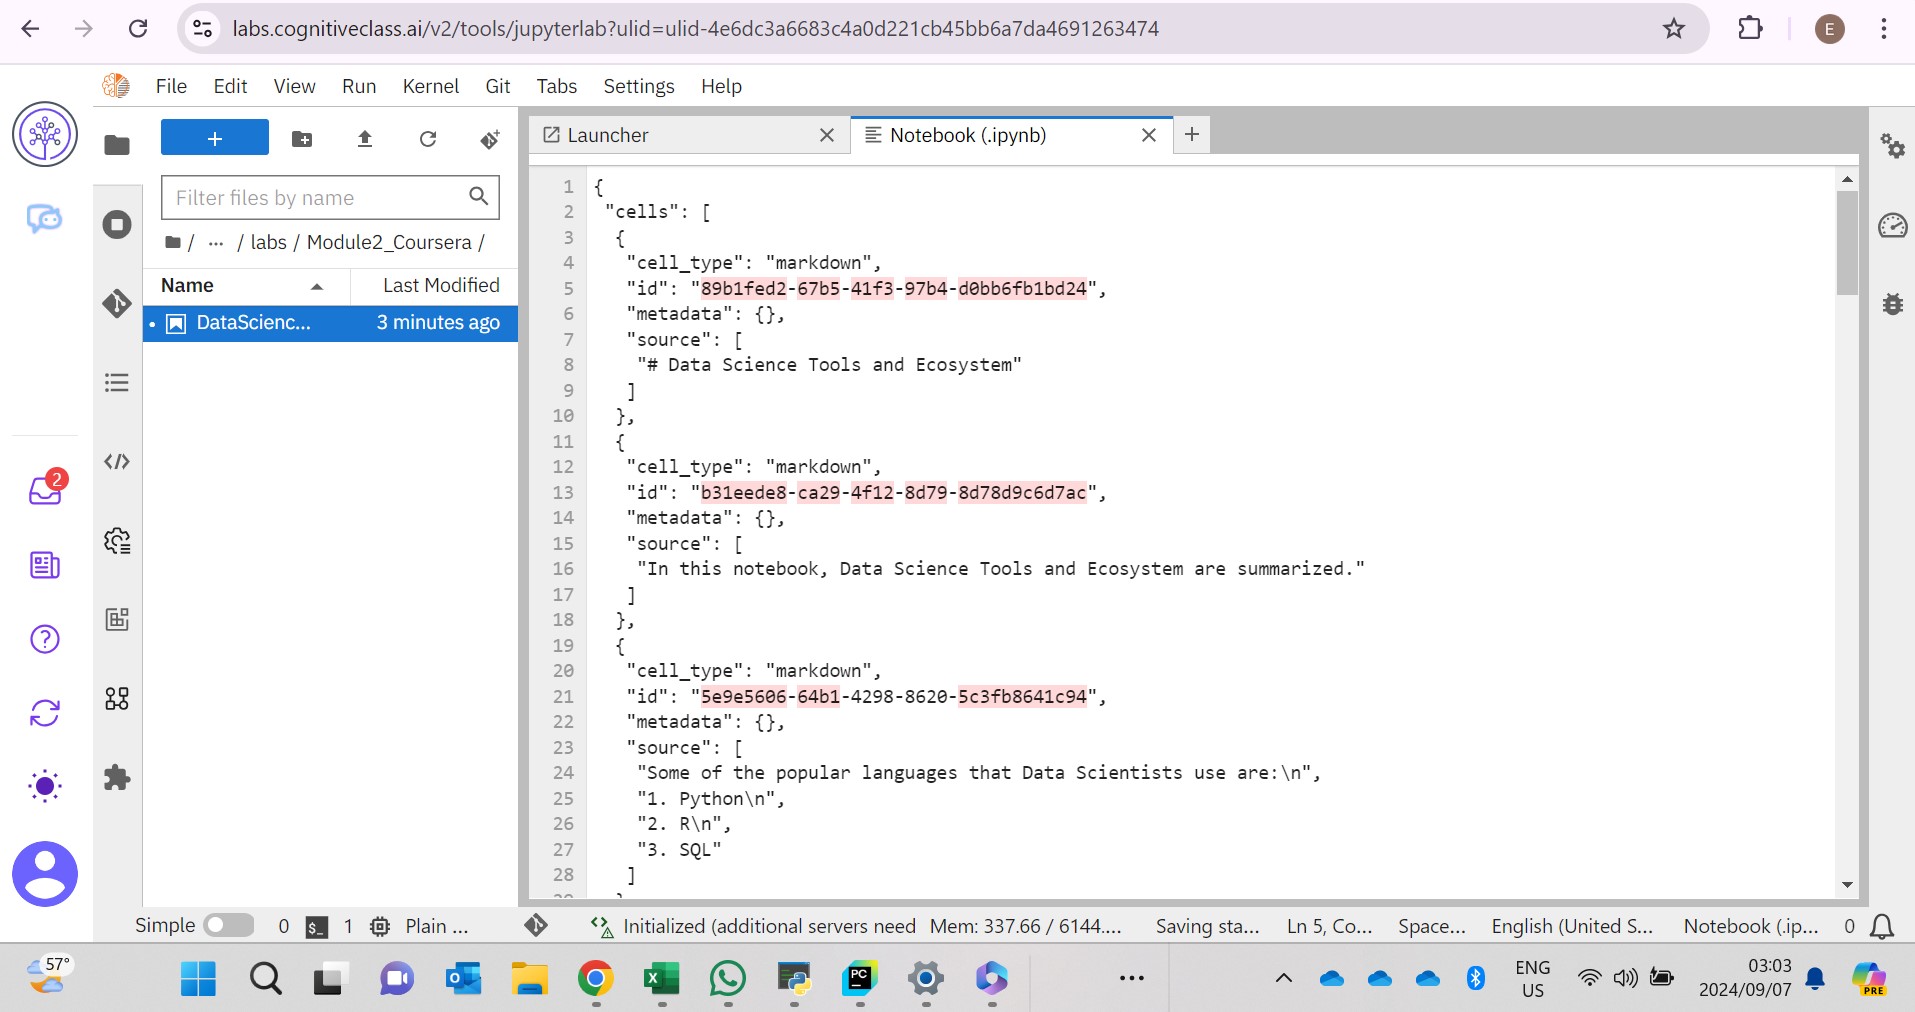 labs.cognitiveclass.ai/v2/tools/jupyterlab?ulid=ulid-4e6dc3a6683c4a0d221cb45bb6a7da4691263474
E
File Edit View Run Kernel Git Tabs Settings Help
+
Launcher
Notebook (.ipynb)
Filter files by name
/ ... / labs / Module2_Coursera /
Name Last Modified
DataScienc... 3 minutes ago
2
1 {
2 "cells": [
3 {
4 "cell_type": "markdown",
5 "id": "89b1fed2-67b5-41f3-97b4-d0bb6fb1bd24",
6 "metadata": {},
7 "source": [
8 "# Data Science Tools and Ecosystem"
9 ]
10 },
11 {
12 "cell_type": "markdown",
13 "id": "b31eede8-ca29-4f12-8d79-8d78d9c6d7ac",
14 "metadata": {},
15 "source": [
16 "In this notebook, Data Science Tools and Ecosystem are summarized."
17 ]
18 },
19 {
20 "cell_type": "markdown",
21 "id": "5e9e5606-64b1-4298-8620-5c3fb8641c94",
22 "metadata": {},
23 "source": [
24 "Some of the popular languages that Data Scientists use are:\n",
25 "1. Python\n",
26 "2. R\n",
27 "3. SQL"
28 ]
Simple 0 $_ 1 Plain ... Initialized (additional servers need Mem: 337.66 / 6144.... Saving sta... Ln 5, Co... Space... English (United S... Notebook (.ip... 0
57°
PC
ENG
US
03:03
2024/09/07
PRE